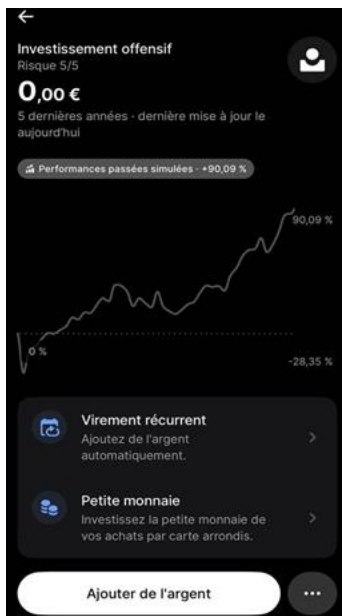 Investissement offensif
Risque 5/5
0,00 €
5 dernières années · dernière mise à jour le
aujourd'hui
Performances passées simulées · +90,09 %
90,09 %
0 %
-28,35 %
Virement récurrent
Ajoutez de l'argent
automatiquement.
Petite monnaie
Investissez la petite monnaie de
vos achats par carte arrondis.
Ajouter de l'argent